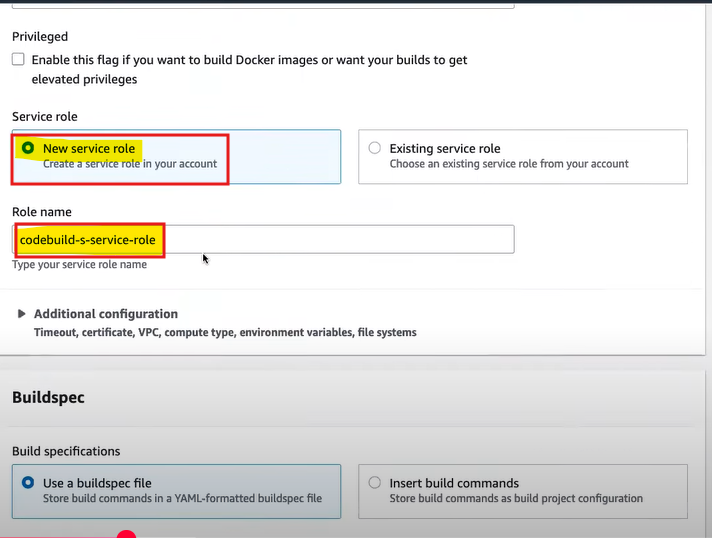 Privileged
Enable this flag if you want to build Docker images or want your builds to get
elevated privileges
Service role
New service role
Create a service role in your account
Existing service role
Choose an existing service role from your account
Role name
codebuild-s-service-role
Type your service role name
Additional configuration
Timeout, certificate, VPC, compute type, environment variables, file systems
Buildspec
Build specifications
Use a buildspec file
Store build commands in a YAML-formatted buildspec file
Insert build commands
Store build commands as build project configuration